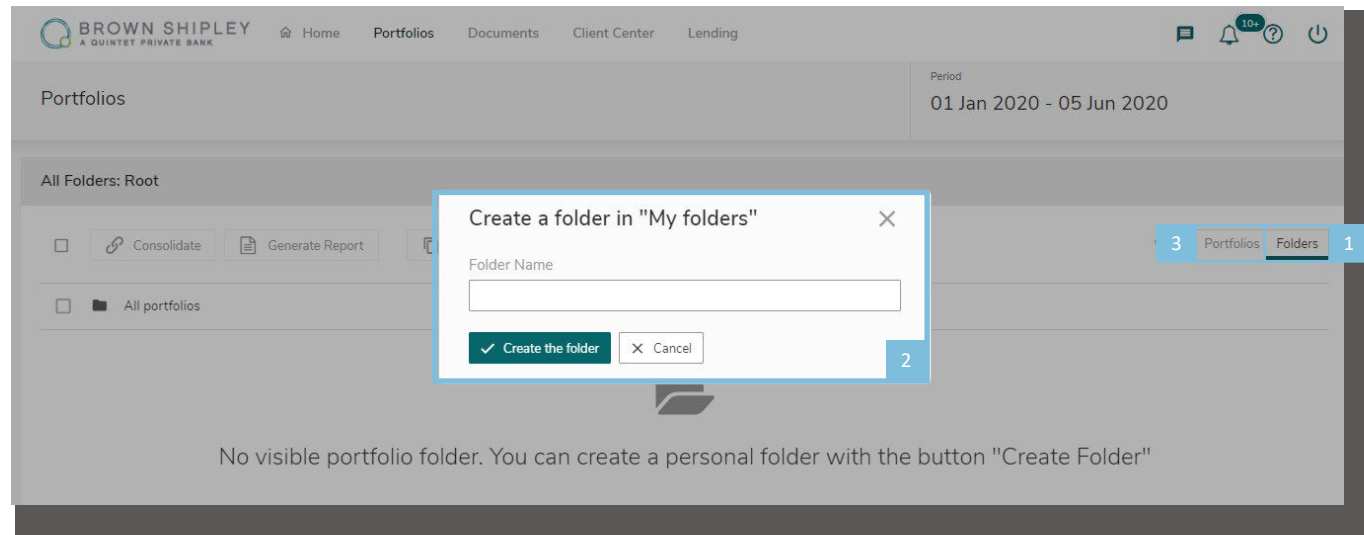 BROWN SHIPLEY
A QUINTET PRIVATE BANK
Home Portfolios Documents Client Center Lending
10+
Portfolios
Period
01 Jan 2020 - 05 Jun 2020
All Folders: Root
Create a folder in "My folders"
Consolidate Generate Report
3 Portfolios Folders 1
Folder Name
All portfolios
Create the folder Cancel
2
No visible portfolio folder. You can create a personal folder with the button "Create Folder"